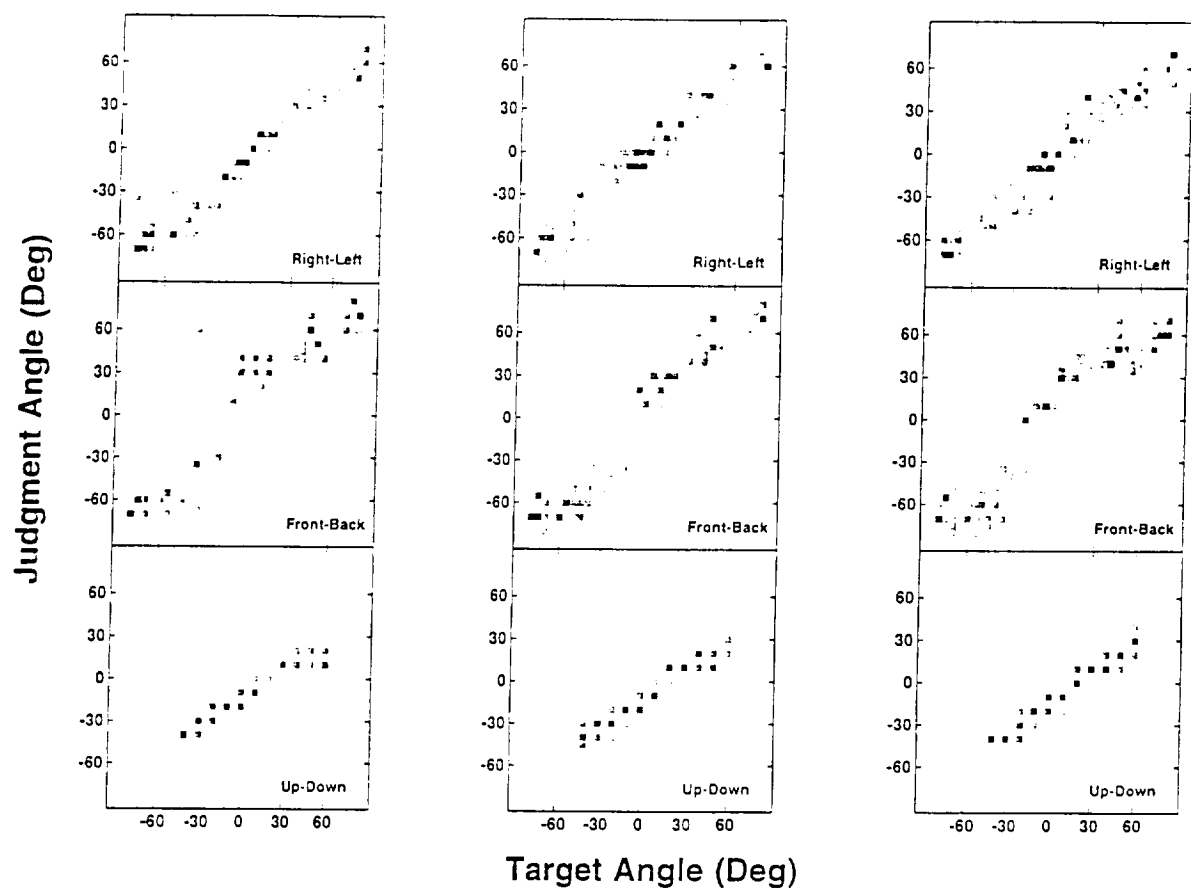 Judgment Angle (Deg)
60 60 60
30 30 30
0 0 0
-30 -30 -30
-60 -60 -60
Right-Left Right-Left Right-Left
60 60 60
30 30 30
0 0 0
-30 -30 -30
-60 -60 -60
Front-Back Front-Back Front-Back
60 60 60
30 30 30
0 0 0
-30 -30 -30
-60 -60 -60
Up-Down Up-Down Up-Down
-60 -30 0 30 60 -60 -30 0 30 60 -60 -30 0 30 60
Target Angle (Deg)